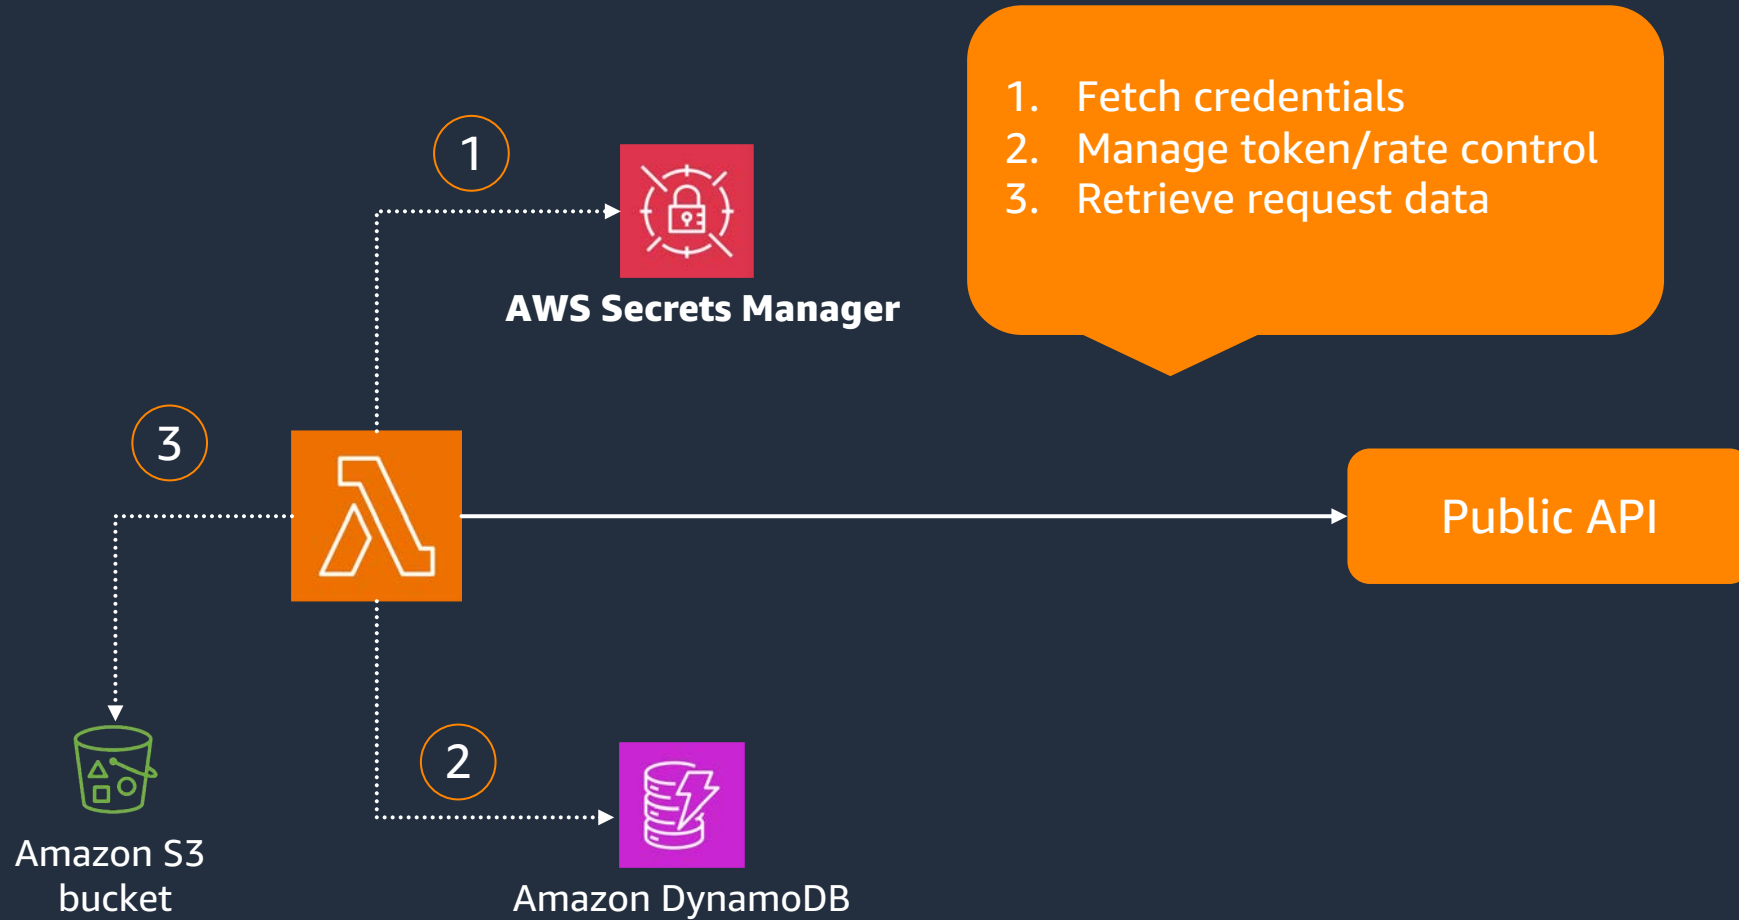 1. Fetch credentials
2. Manage token/rate control
3. Retrieve request data
1
AWS Secrets Manager
3
Public API
2
Amazon S3
bucket
Amazon DynamoDB